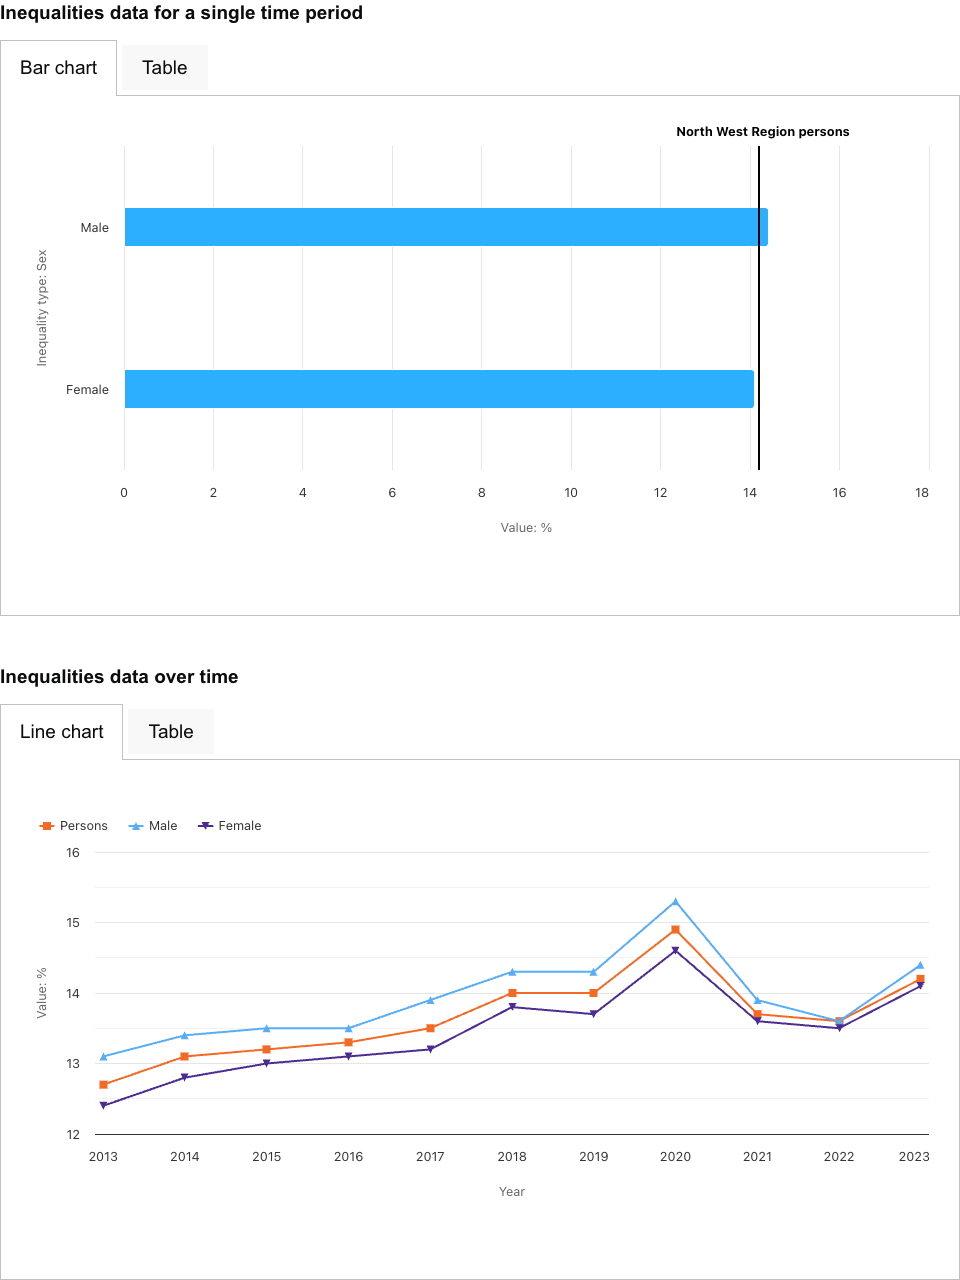 Inequalities data for a single time period
Bar chart
Table
North West Region persons
Male
Female
Inequality type: Sex
0 2 4 6 8 10 12 14 16 18
Value: %
Inequalities data over time
Line chart
Table
Persons Male Female
16
15
14
13
12
Value: %
2013 2014 2015 2016 2017 2018 2019 2020 2021 2022 2023
Year